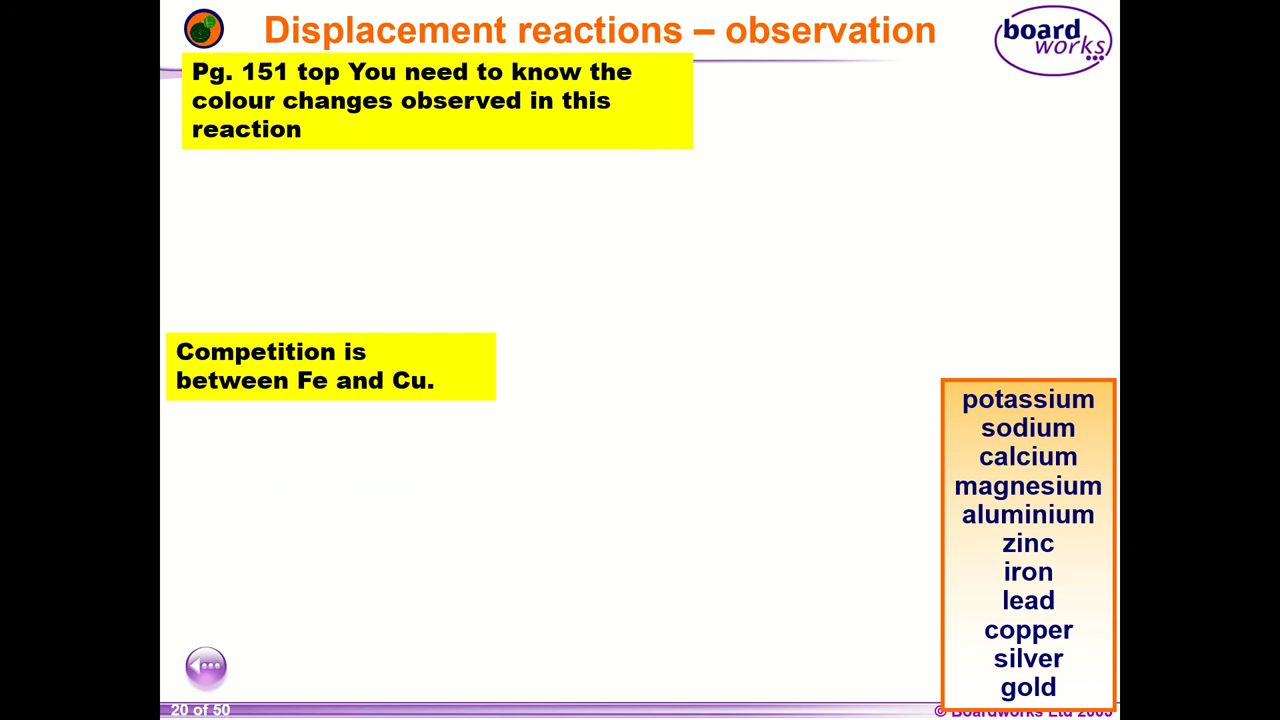 Displacement reactions – observation
board
works
Pg. 151 top You need to know the
colour changes observed in this
reaction
Competition is
between Fe and Cu.
potassium
sodium
calcium
magnesium
aluminium
zinc
iron
lead
copper
silver
gold
20 of 50
© Boardworks Ltd 2005